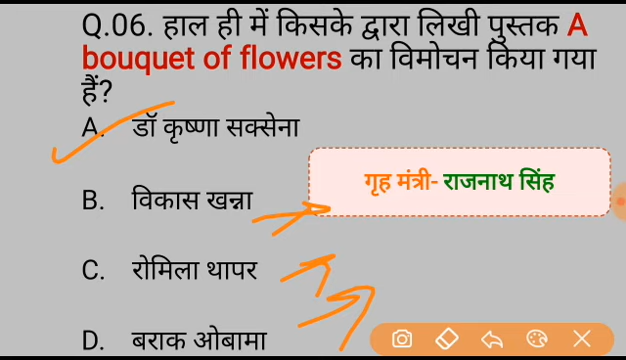 Q.06. हाल ही में किसके द्वारा लिखी पुस्तक A
bouquet of flowers का विमोचन किया गया
हैं?
A. डॉ कृष्णा सक्सेना
गृह मंत्री- राजनाथ सिंह
B. विकास खन्ना
C. रोमिला थापर
D. बराक ओबामा